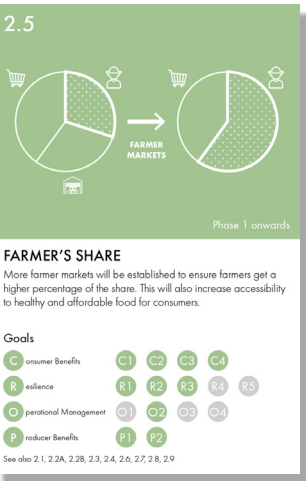 2.5
FARMER
MARKETS
Phase 1 onwards
FARMER'S SHARE
More farmer markets will be established to ensure farmers get a
higher percentage of the share. This will also increase accessibility
to healthy and affordable food for consumers.
Goals
C onsumer Benefits C1 C2 C3 C4
R esilience R1 R2 R3 R4 R5
O perational Management O1 O2 O3 O4
P roducer Benefits P1 P2
See also 2.1, 2.2A, 2.2B, 2.3, 2.4, 2.6, 2.7, 2.8, 2.9